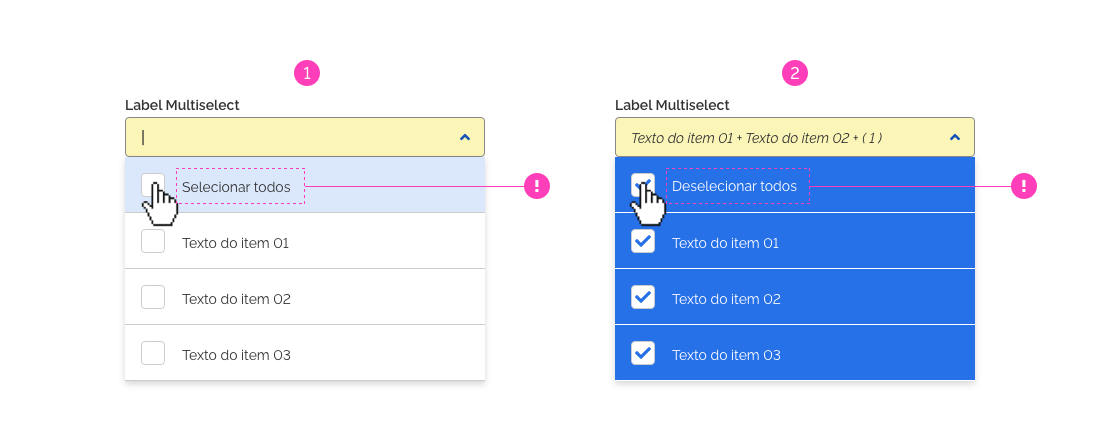 1
Label Multiselect
Selecionar todos
!
Texto do item 01
Texto do item 02
Texto do item 03
2
Label Multiselect
Texto do item 01 + Texto do item 02 + ( 1 )
Deselecionar todos
!
Texto do item 01
Texto do item 02
Texto do item 03